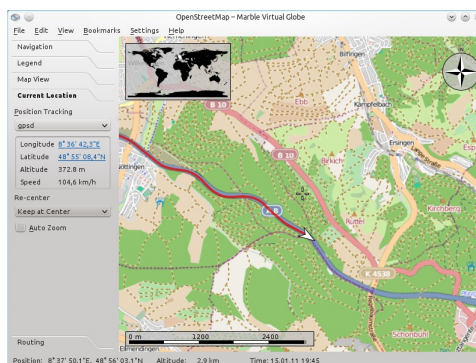 OpenStreetMap – Marble Virtual Globe
File Edit View Bookmarks Settings Help
Navigation
Legend
Map View
Current Location
Position Tracking
gpsd
Longitude 8° 36' 42,3"E
Latitude 48° 55' 08,4"N
Altitude 372.8 m
Speed 104,6 km/h
Re-center
Keep at Center
Auto Zoom
Routing
Bilfingen
B 10
Ebb
Kämpfelbach
Ersingen
B 10
Birkich
Kirchberg
Rüttel
K 4538
Schönbühl
0 m 1200 2400
Position: 8° 37' 50,1"E, 48° 56' 03,1"N Altitude: 2,9 km Time: 15.01.11 19:45